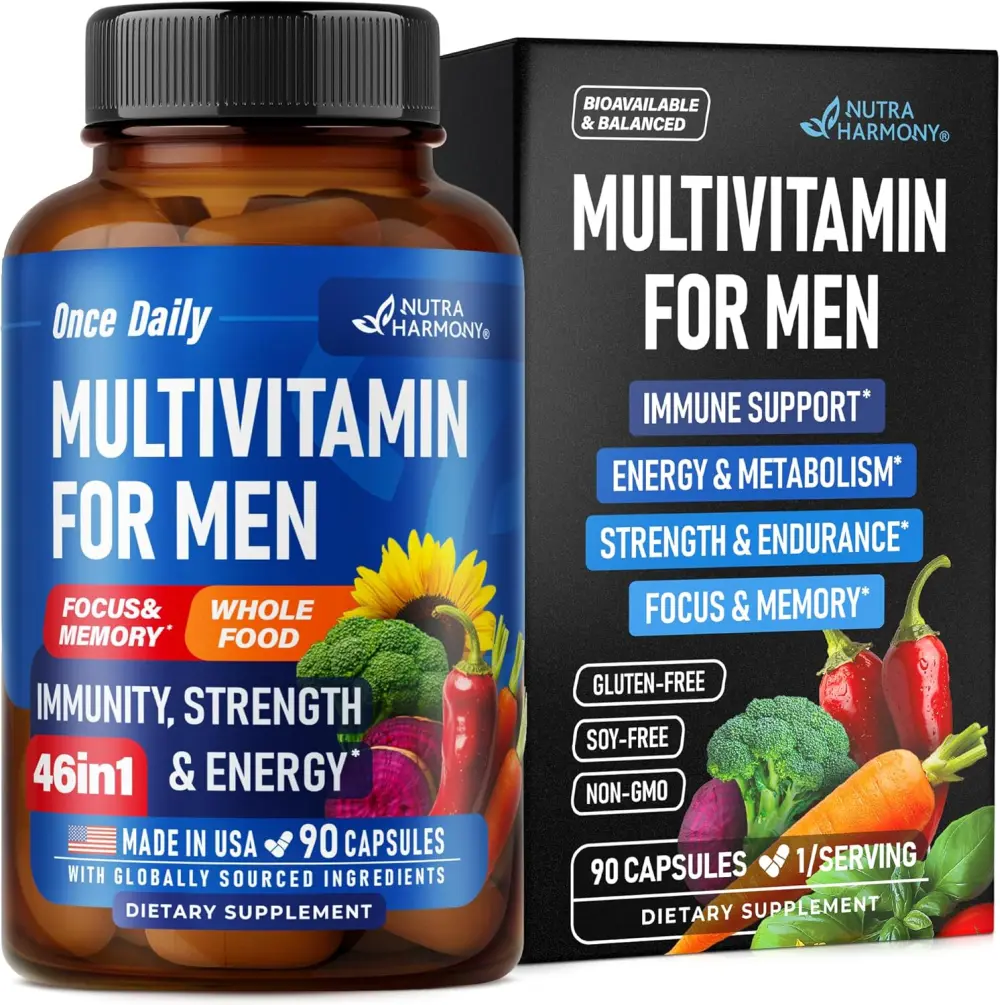 Once Daily
NUTRA
HARMONY®
MULTIVITAMIN
FOR MEN
FOCUS&
MEMORY*
WHOLE
FOOD
IMMUNITY, STRENGTH
46in1
& ENERGY*
MADE IN USA 90 CAPSULES
WITH GLOBALLY SOURCED INGREDIENTS
DIETARY SUPPLEMENT
BIOAVAILABLE
& BALANCED
NUTRA
HARMONY®
MULTIVITAMIN
FOR MEN
IMMUNE SUPPORT*
ENERGY & METABOLISM*
STRENGTH & ENDURANCE*
FOCUS & MEMORY*
GLUTEN-FREE
SOY-FREE
NON-GMO
90 CAPSULES 1/SERVING
DIETARY SUPPLEMENT